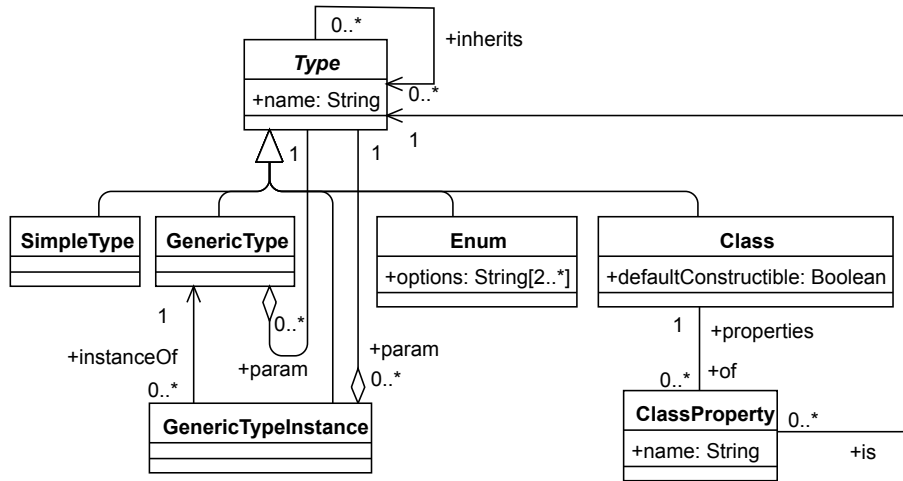 0..*
+inherits
Type
+name: String
0..*
1
1
1
SimpleType
GenericType
Enum
+options: String[2..*]
Class
+defaultConstructible: Boolean
1
0..*
1
+properties
+instanceOf
+param
+param
0..*
0..*
0..*
+of
GenericTypeInstance
ClassProperty
+name: String
0..*
+is